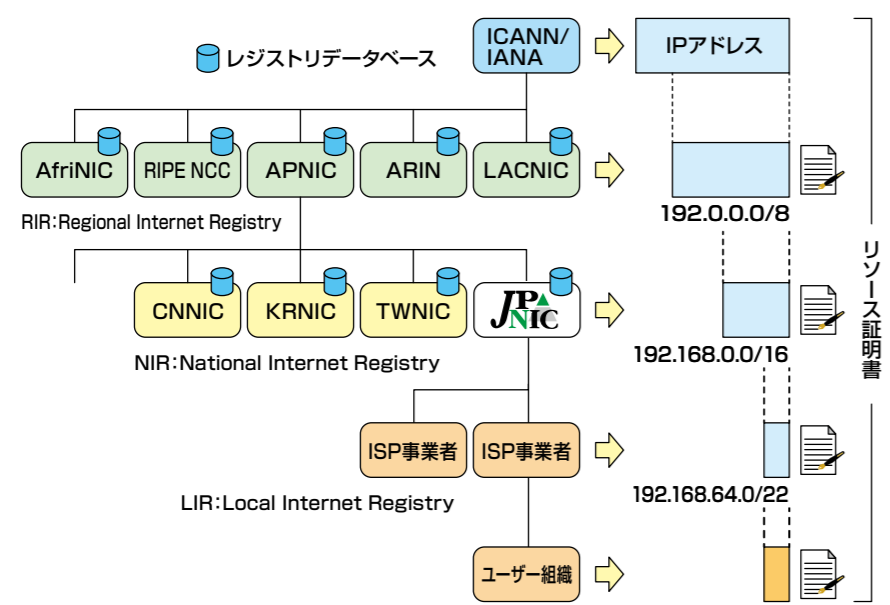 レジストリデータベース
ICANN/
IANA
IPアドレス
AfriNIC
RIPE NCC
APNIC
ARIN
LACNIC
RIR:Regional Internet Registry
192.0.0.0/8
CNNIC
KRNIC
TWNIC
JPNIC
NIR:National Internet Registry
192.168.0.0/16
ISP事業者
ISP事業者
LIR:Local Internet Registry
192.168.64.0/22
ユーザー組織
リソース証明書